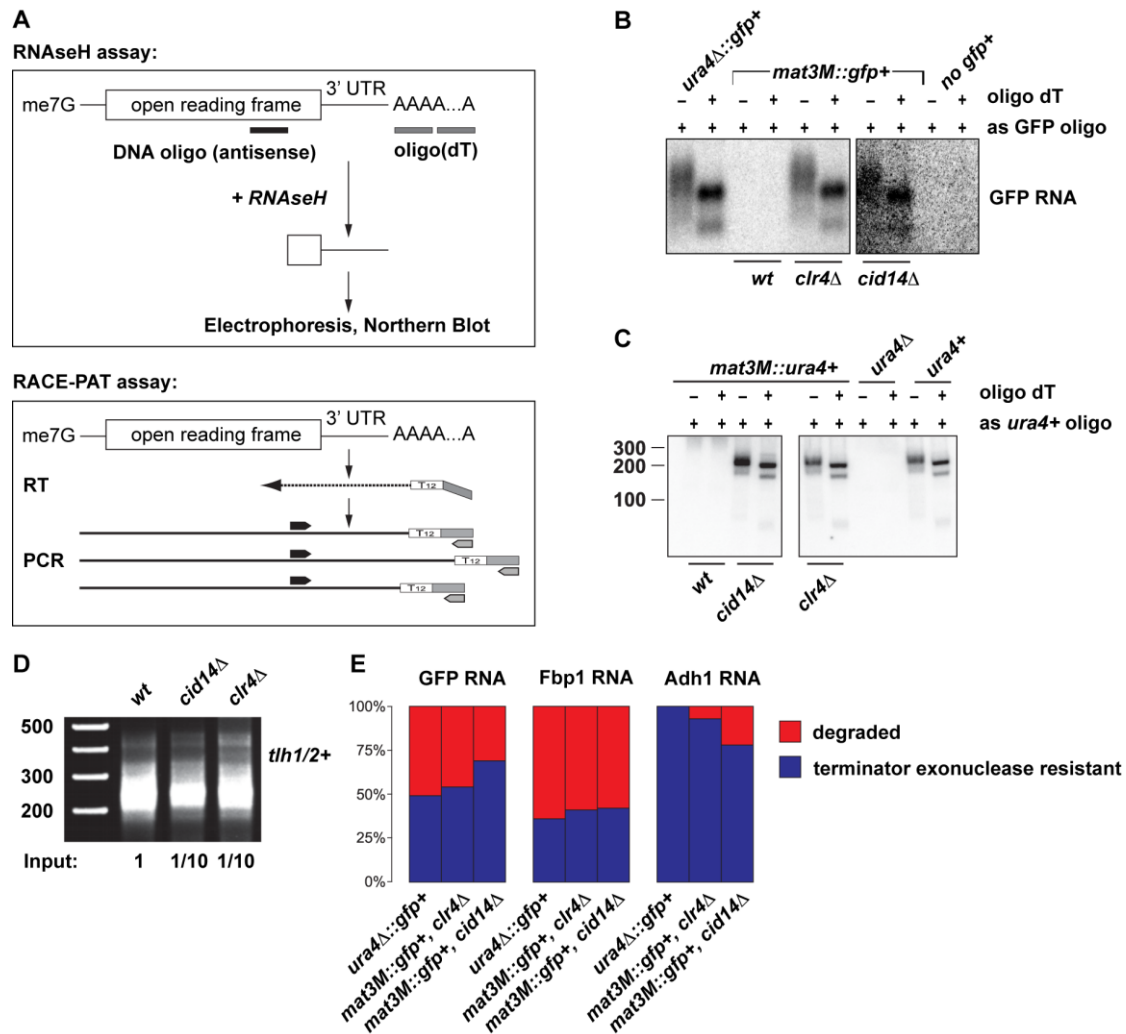 A
RNAseH assay:
me7G
open reading frame
3’ UTR
AAAA...A
DNA oligo (antisense)
oligo(dT)
+ RNAseH
Electrophoresis, Northern Blot
RACE-PAT assay:
me7G
open reading frame
3’ UTR
AAAA...A
RT
T12
PCR
T12
T12
T12
B
ura4Δ::gfp+
mat3M::gfp+
no gfp+
– + – + – + – + – + oligo dT
+ + + + + + + + + + as GFP oligo
GFP RNA
wt clr4Δ cid14Δ
C
mat3M::ura4+
ura4Δ
ura4+
– + – + – + – + – + oligo dT
+ + + + + + + + + + as ura4+ oligo
300
200
100
wt cid14Δ clr4Δ
D
wt cid14Δ clr4Δ
500
300
200
tlh1/2+
Input: 1 1/10 1/10
E
GFP RNA Fbp1 RNA Adh1 RNA
100%
75%
50%
25%
0%
degraded
terminator exonuclease resistant
ura4Δ::gfp+
mat3M::gfp+, clr4Δ
mat3M::gfp+, cid14Δ
ura4Δ::gfp+
mat3M::gfp+, clr4Δ
mat3M::gfp+, cid14Δ
ura4Δ::gfp+
mat3M::gfp+, clr4Δ
mat3M::gfp+, cid14Δ